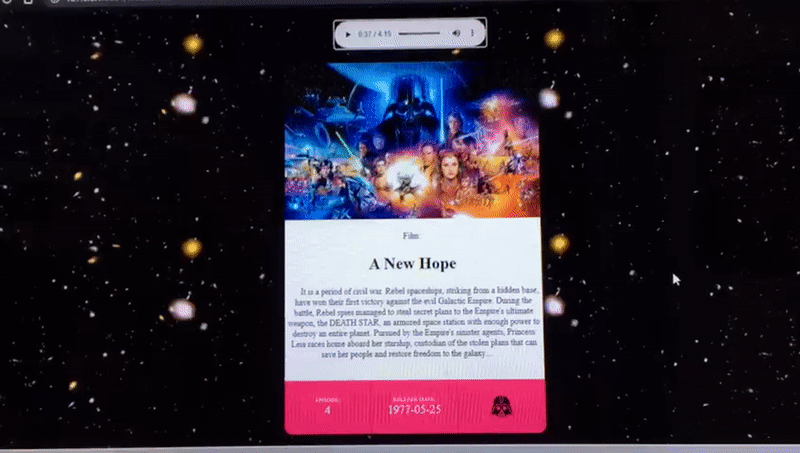 0:37 / 4:15
Film:
A New Hope
It is a period of civil war. Rebel spaceships, striking from a hidden base,
have won their first victory against the evil Galactic Empire. During the
battle, Rebel spies managed to steal secret plans to the Empire's ultimate
weapon, the DEATH STAR, an armored space station with enough power to
destroy an entire planet. Pursued by the Empire's sinister agents, Princess
Leia races home aboard her starship, custodian of the stolen plans that can
save her people and restore freedom to the galaxy....
EPISODE: RELEASE DATE:
4 1977-05-25